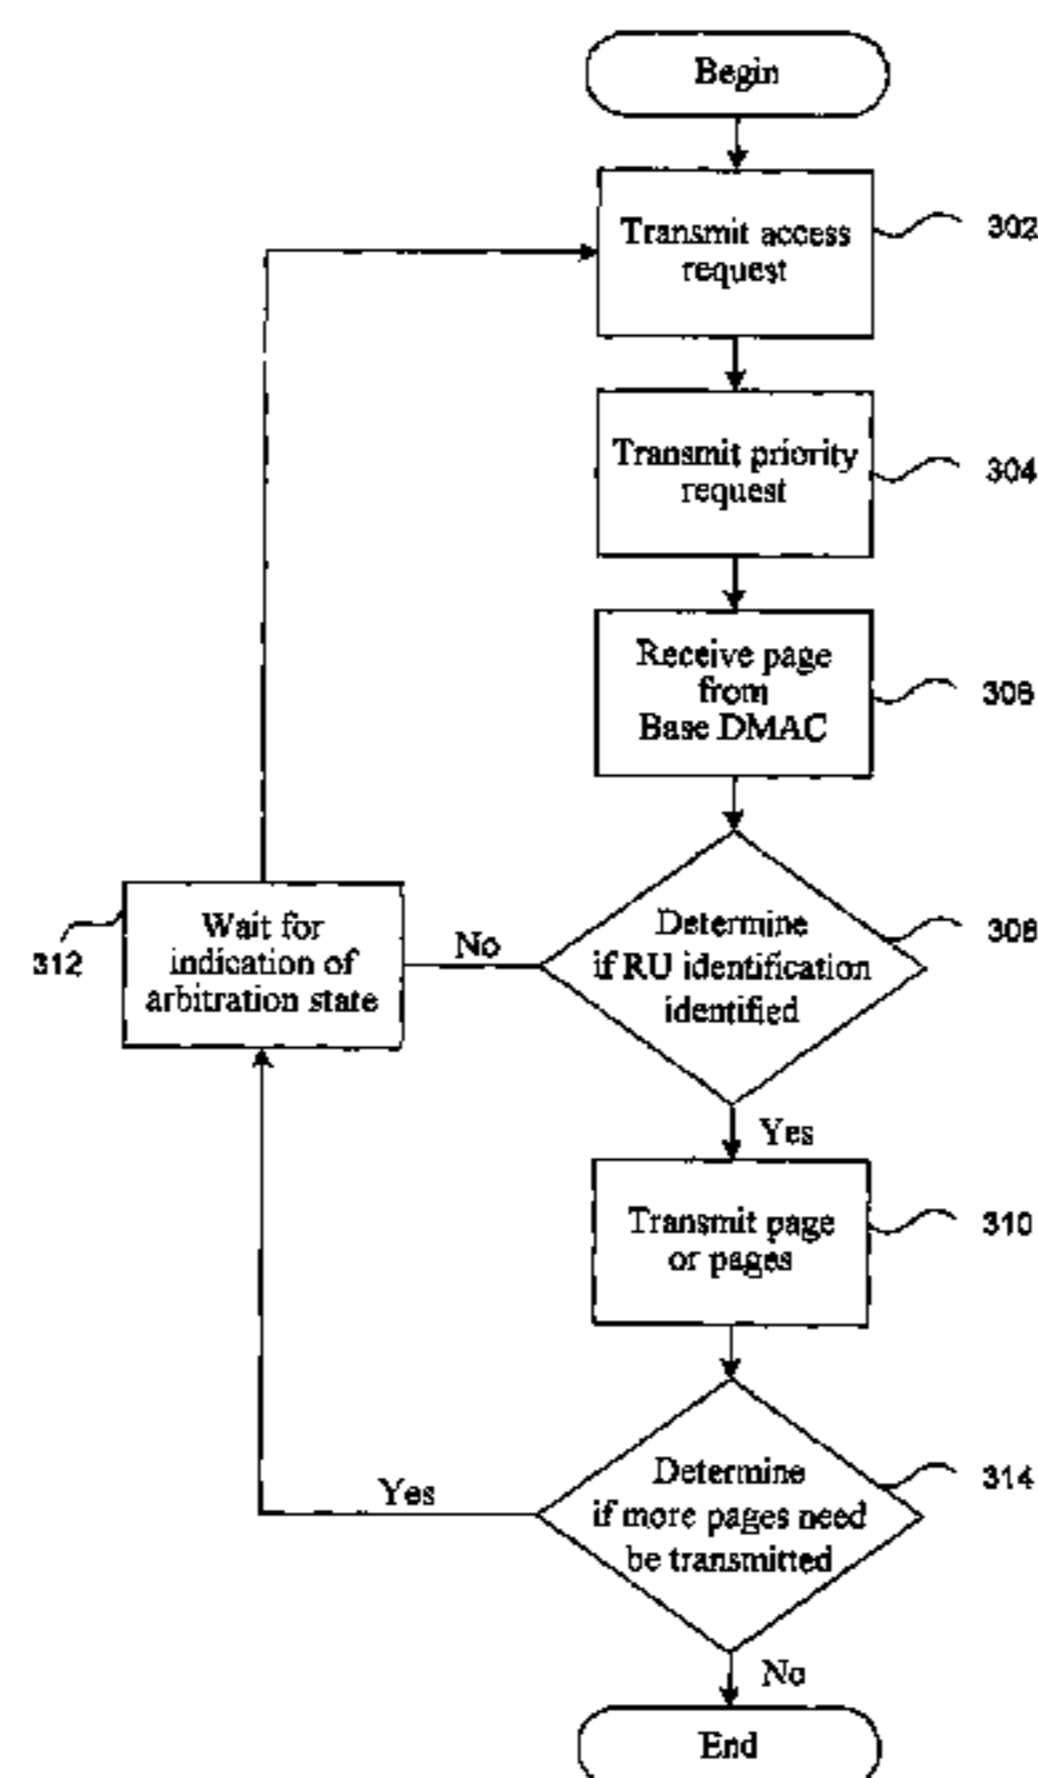 Begin
Transmit access
request
302
Transmit priority
request
304
Receive page
from
Base DMAC
306
Determine
if RU identification
identified
308
No
Wait for
indication of
arbitration state
312
Yes
Transmit page
or pages
310
Determine
if more pages need
be transmitted
314
Yes
No
End